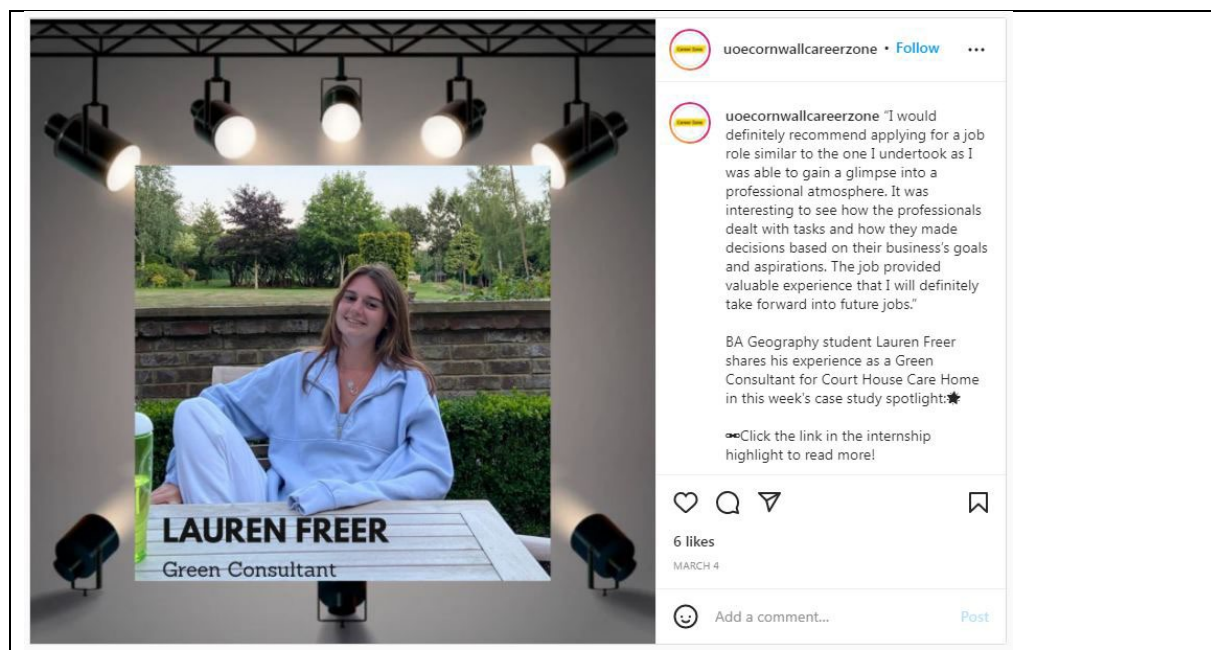 uoecornwallcareerzone • Follow
Career Zone
uoecornwallcareerzone "I would
definitely recommend applying for a job
role similar to the one I undertook as I
was able to gain a glimpse into a
professional atmosphere. It was
interesting to see how the professionals
dealt with tasks and how they made
decisions based on their business's goals
and aspirations. The job provided
valuable experience that I will definitely
take forward into future jobs."
BA Geography student Lauren Freer
shares his experience as a Green
Consultant for Court House Care Home
in this week's case study spotlight:
Click the link in the internship
highlight to read more!
6 likes
MARCH 4
Add a comment...
Post
LAUREN FREER
Green Consultant